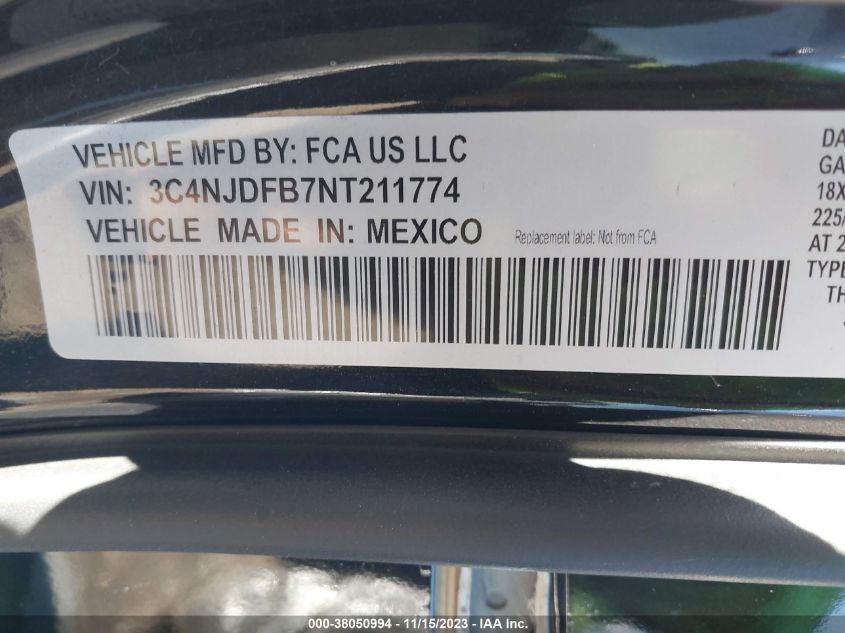 VEHICLE MFD BY: FCA US LLC
VIN: 3C4NJDFB7NT211774
VEHICLE MADE IN: MEXICO
Replacement label: Not from FCA
DA
GA
18X
225/
AT 2
TYPE
TH
000-38050994 - 11/15/2023 - IAA Inc.